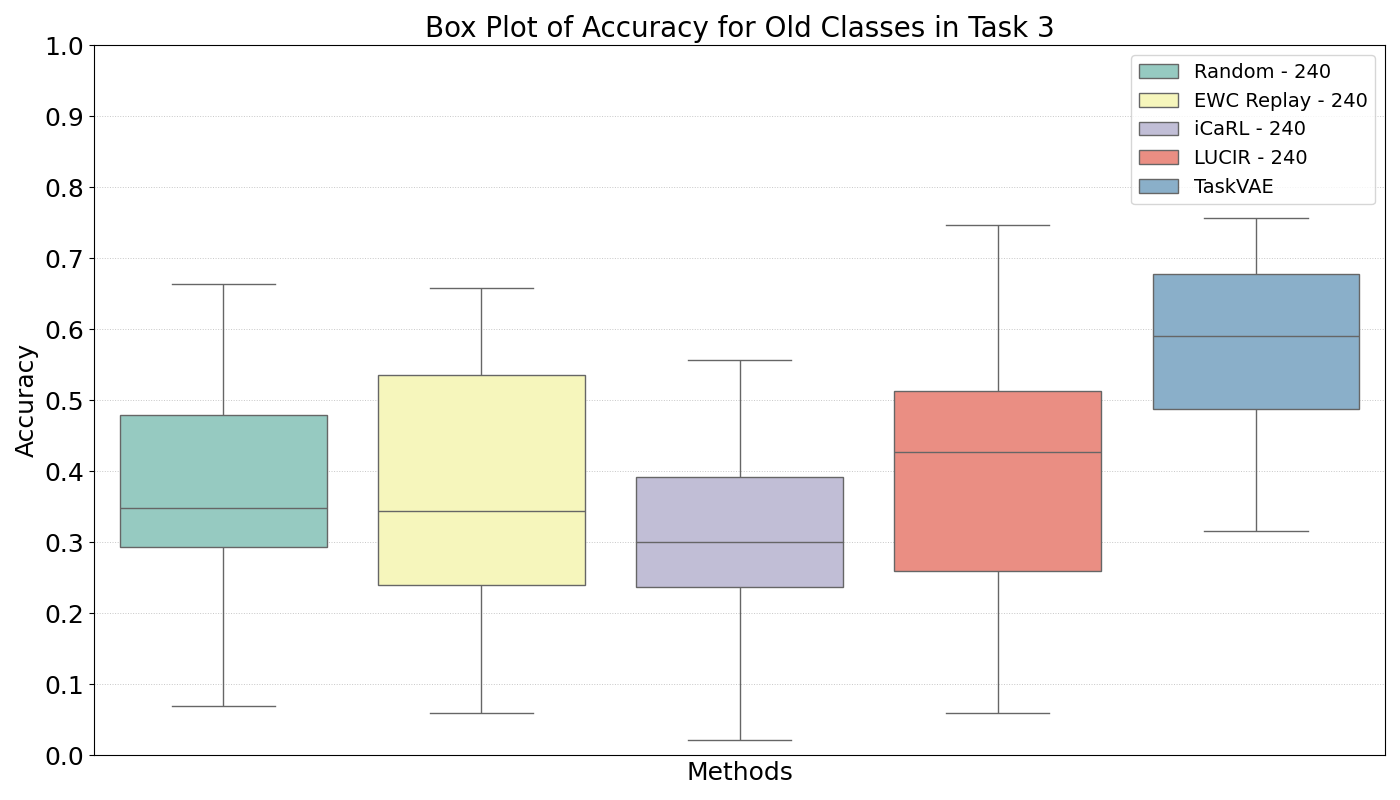 Box Plot of Accuracy for Old Classes in Task 3
1.0
0.9
0.8
0.7
0.6
0.5
0.4
0.3
0.2
0.1
0.0
Accuracy
Methods
Random - 240
EWC Replay - 240
iCaRL - 240
LUCIR - 240
TaskVAE